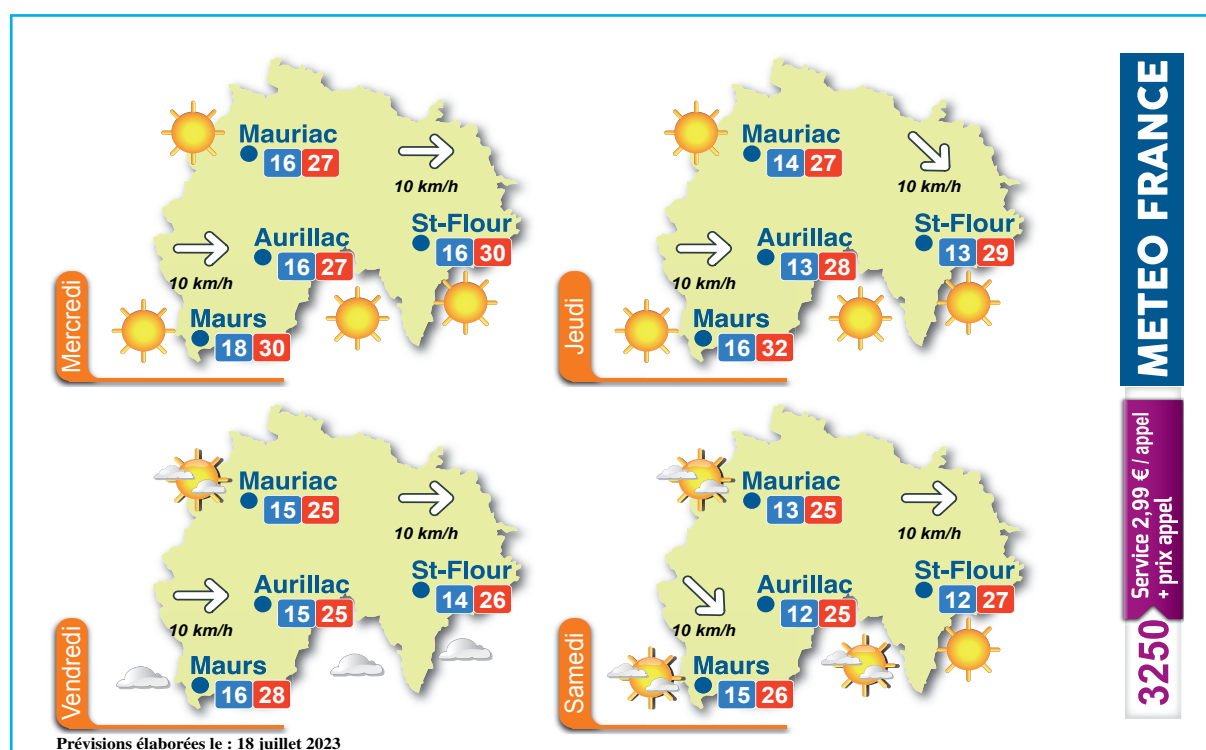 Mercredi
Mauriac
16 27
10 km/h
St-Flour
16 30
Aurillac
16 27
10 km/h
Maurs
18 30
Jeudi
Mauriac
14 27
10 km/h
St-Flour
13 29
Aurillac
13 28
10 km/h
Maurs
16 32
Vendredi
Mauriac
15 25
10 km/h
St-Flour
14 26
Aurillac
15 25
10 km/h
Maurs
16 28
Samedi
Mauriac
13 25
10 km/h
St-Flour
12 27
Aurillac
12 25
10 km/h
Maurs
15 26
Prévisions élaborées le : 18 juillet 2023
METEO FRANCE
3250
Service 2,99 € / appel
+ prix appel